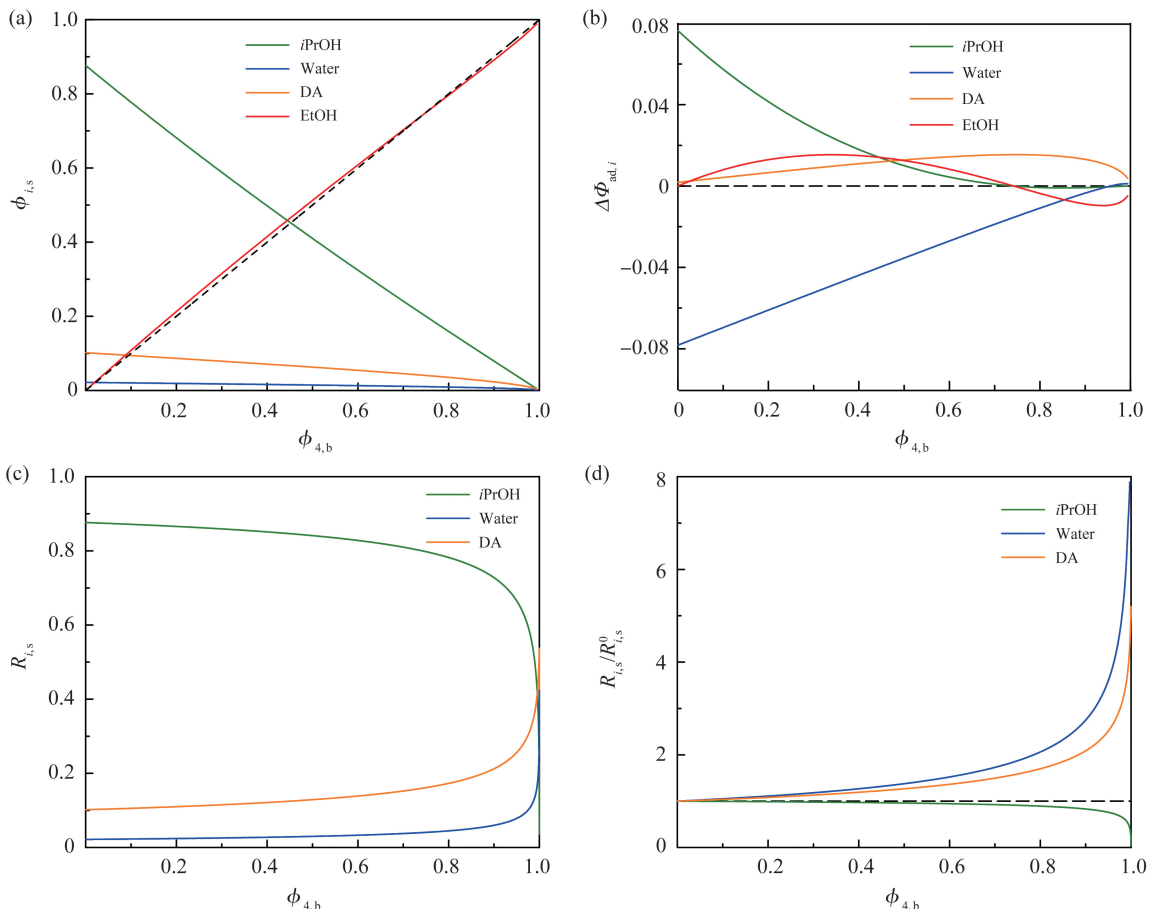 (a)
1.0
0.8
0.6
0.4
0.2
0
ϕi,s
iPrOH
Water
DA
EtOH
0.2 0.4 0.6 0.8 1.0
ϕ4,b
(b)
0.08
0.04
0
−0.04
−0.08
ΔΦad,i
iPrOH
Water
DA
EtOH
0 0.2 0.4 0.6 0.8 1.0
ϕ4,b
(c)
1.0
0.8
0.6
0.4
0.2
0
Ri,s
iPrOH
Water
DA
0.2 0.4 0.6 0.8 1.0
ϕ4,b
(d)
8
6
4
2
0
Ri,s/R0i,s
iPrOH
Water
DA
0.2 0.4 0.6 0.8 1.0
ϕ4,b